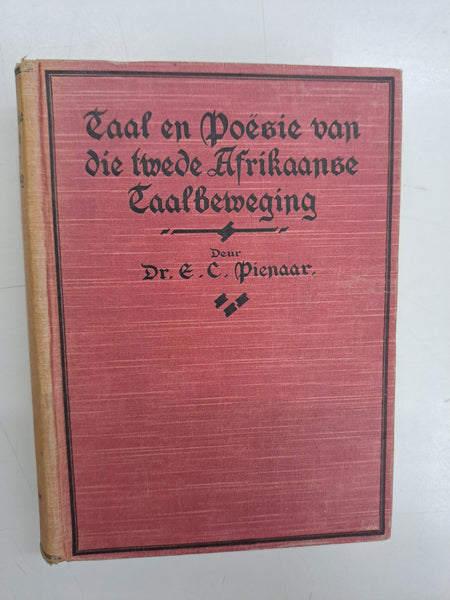 Taal en Poësie van
die twede Afrikaanse
Taalbeweging
Deur
Dr. E. C. Pienaar.